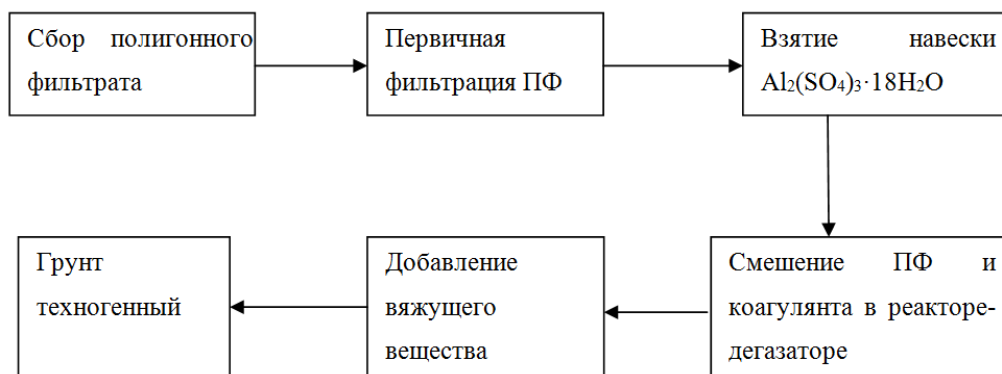 Сбор полигонного
фильтрата
Первичная
фильтрация ПФ
Взятие навески
Al₂(SO₄)₃·18H₂O
Смешение ПФ и
коагулянта в реакторе-
дегазаторе
Добавление
вяжущего
вещества
Грунт
техногенный